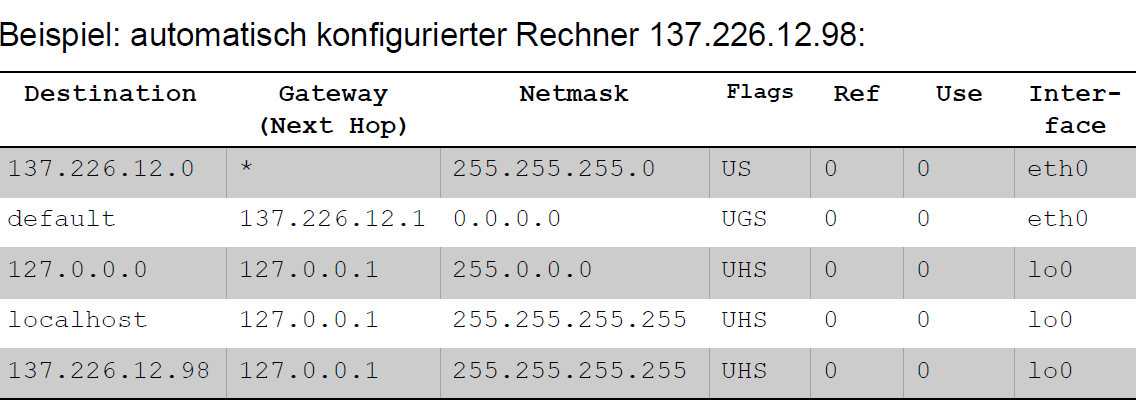 Beispiel: automatisch konfigurierter Rechner 137.226.12.98:
Destination Gateway (Next Hop) Netmask Flags Ref Use Inter-face
137.226.12.0 * 255.255.255.0 US 0 0 eth0
default 137.226.12.1 0.0.0.0 UGS 0 0 eth0
127.0.0.0 127.0.0.1 255.0.0.0 UHS 0 0 lo0
localhost 127.0.0.1 255.255.255.255 UHS 0 0 lo0
137.226.12.98 127.0.0.1 255.255.255.255 UHS 0 0 lo0